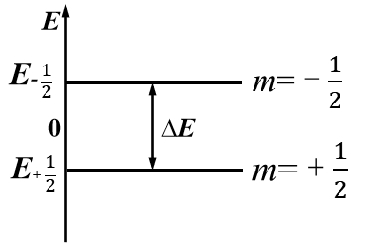 E
E-1/2 m= - 1/2
0 ΔE
E+1/2 m= + 1/2